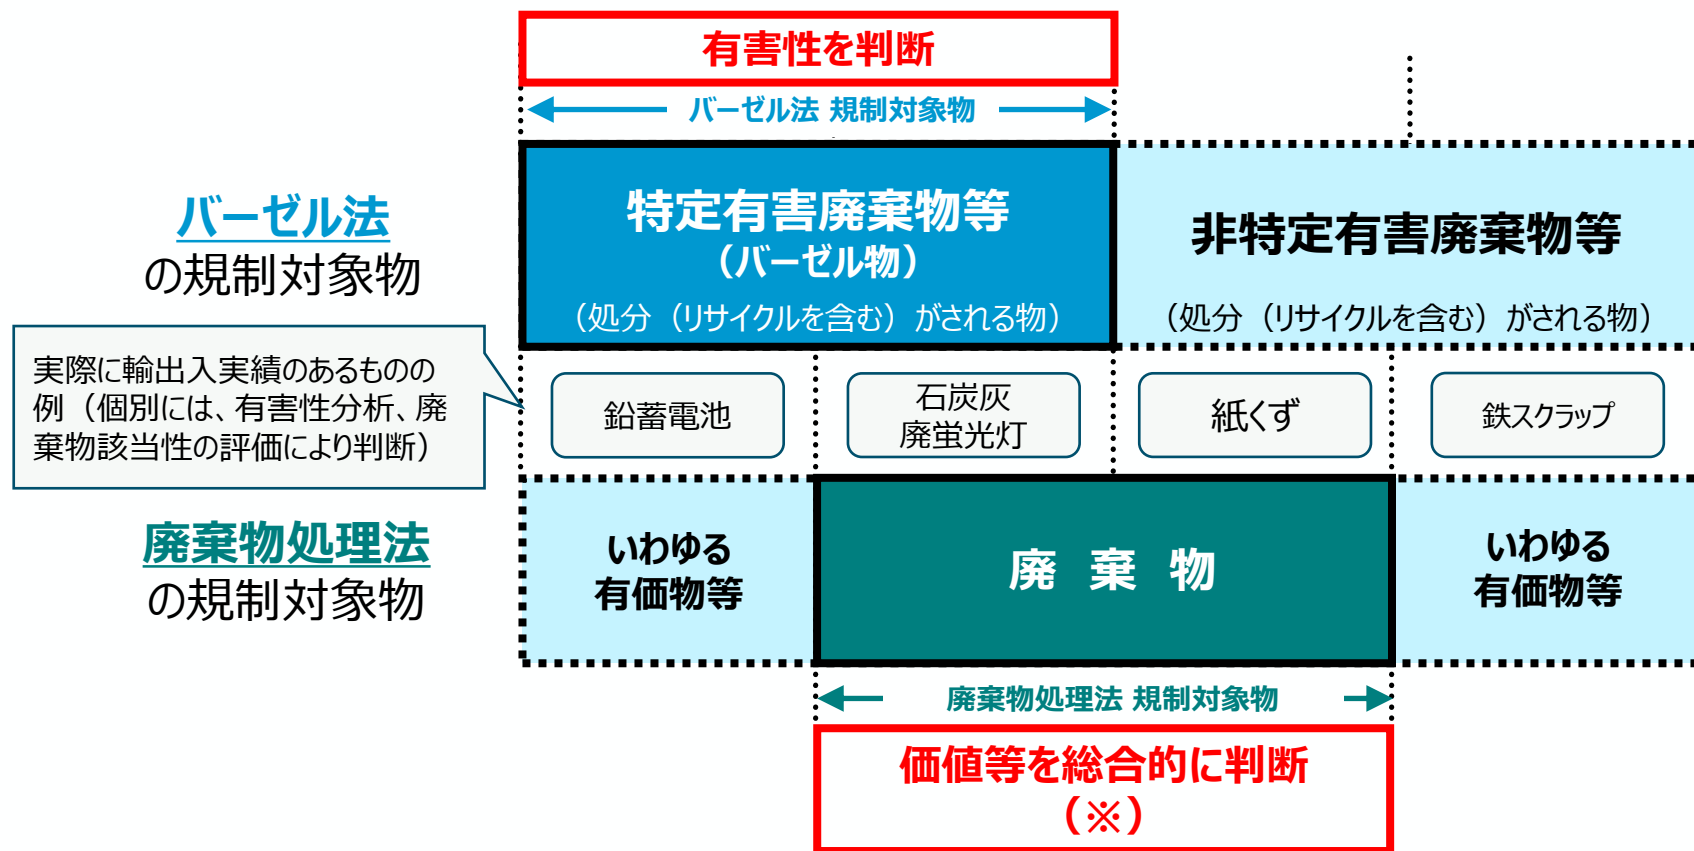 有害性を判断
バーゼル法 規制対象物
バーゼル法
の規制対象物
特定有害廃棄物等
（バーゼル物）
（処分（リサイクルを含む）がされる物）
非特定有害廃棄物等
（処分（リサイクルを含む）がされる物）
実際に輸出入実績のあるものの
例（個別には、有害性分析、廃
棄物該当性の評価により判断）
鉛蓄電池
石炭灰
廃蛍光灯
紙くず
鉄スクラップ
廃棄物処理法
の規制対象物
いわゆる
有価物等
廃 棄 物
いわゆる
有価物等
廃棄物処理法 規制対象物
価値等を総合的に判断
（※）